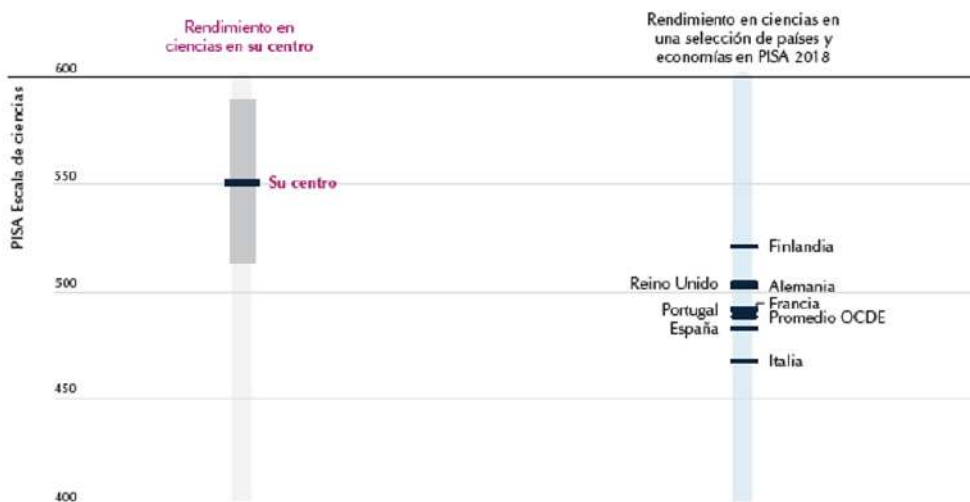 Rendimiento en
ciencias en su centro
Rendimiento en ciencias en
una selección de países y
economías en PISA 2018
PISA Escala de ciencias
600
550
500
450
400
Su centro
Finlandia
Reino Unido
Alemania
Francia
Portugal
Promedio OCDE
España
Italia